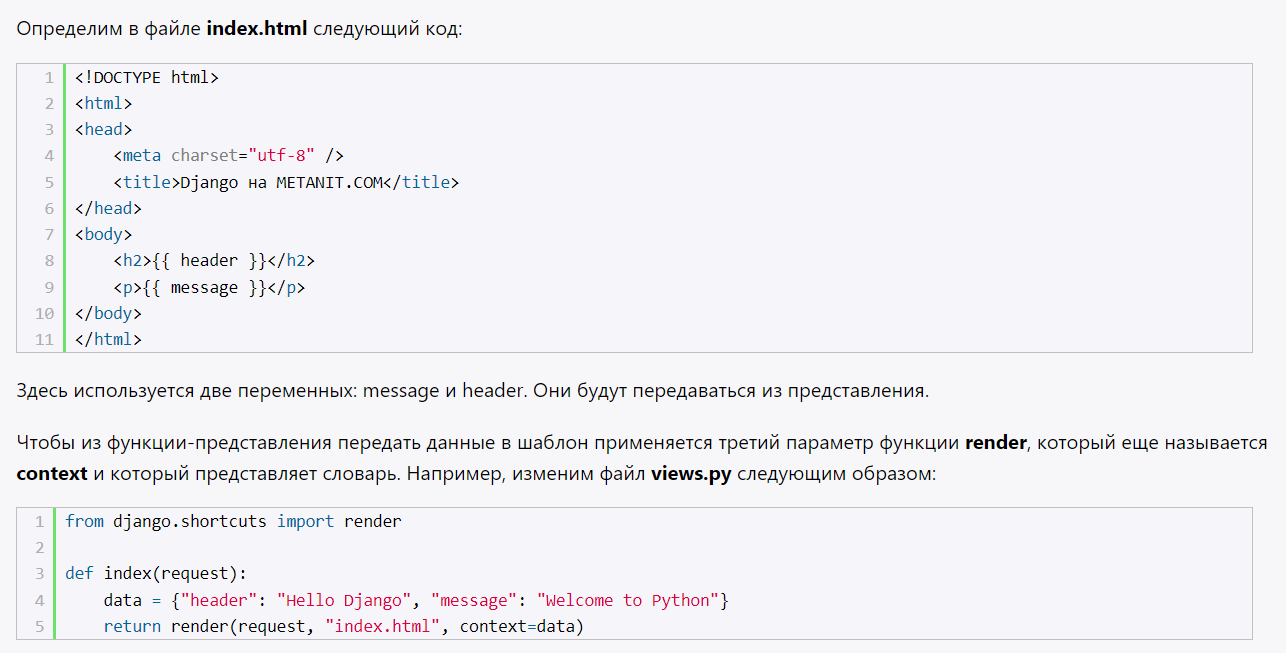 Определим в файле index.html следующий код:
1 <!DOCTYPE html>
2 <html>
3 <head>
4     <meta charset="utf-8" />
5     <title>Django на METANIT.COM</title>
6 </head>
7 <body>
8     <h2>{{ header }}</h2>
9     <p>{{ message }}</p>
10 </body>
11 </html>
Здесь используется две переменных: message и header. Они будут передаваться из представления.
Чтобы из функции-представления передать данные в шаблон применяется третий параметр функции render, который еще называется
context и который представляет словарь. Например, изменим файл views.py следующим образом:
1 from django.shortcuts import render
2
3 def index(request):
4     data = {"header": "Hello Django", "message": "Welcome to Python"}
5     return render(request, "index.html", context=data)